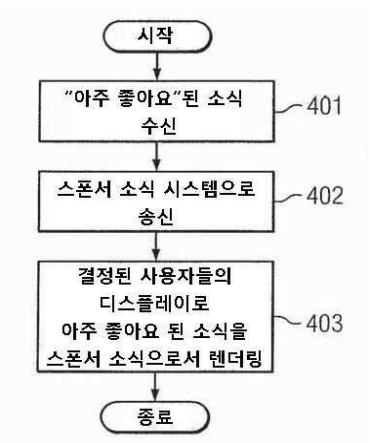 시작
"아주 좋아요"된 소식
수신
401
스폰서 소식 시스템으로
송신
402
결정된 사용자들의
디스플레이로
아주 좋아요 된 소식을
스폰서 소식으로서 렌더링
403
종료